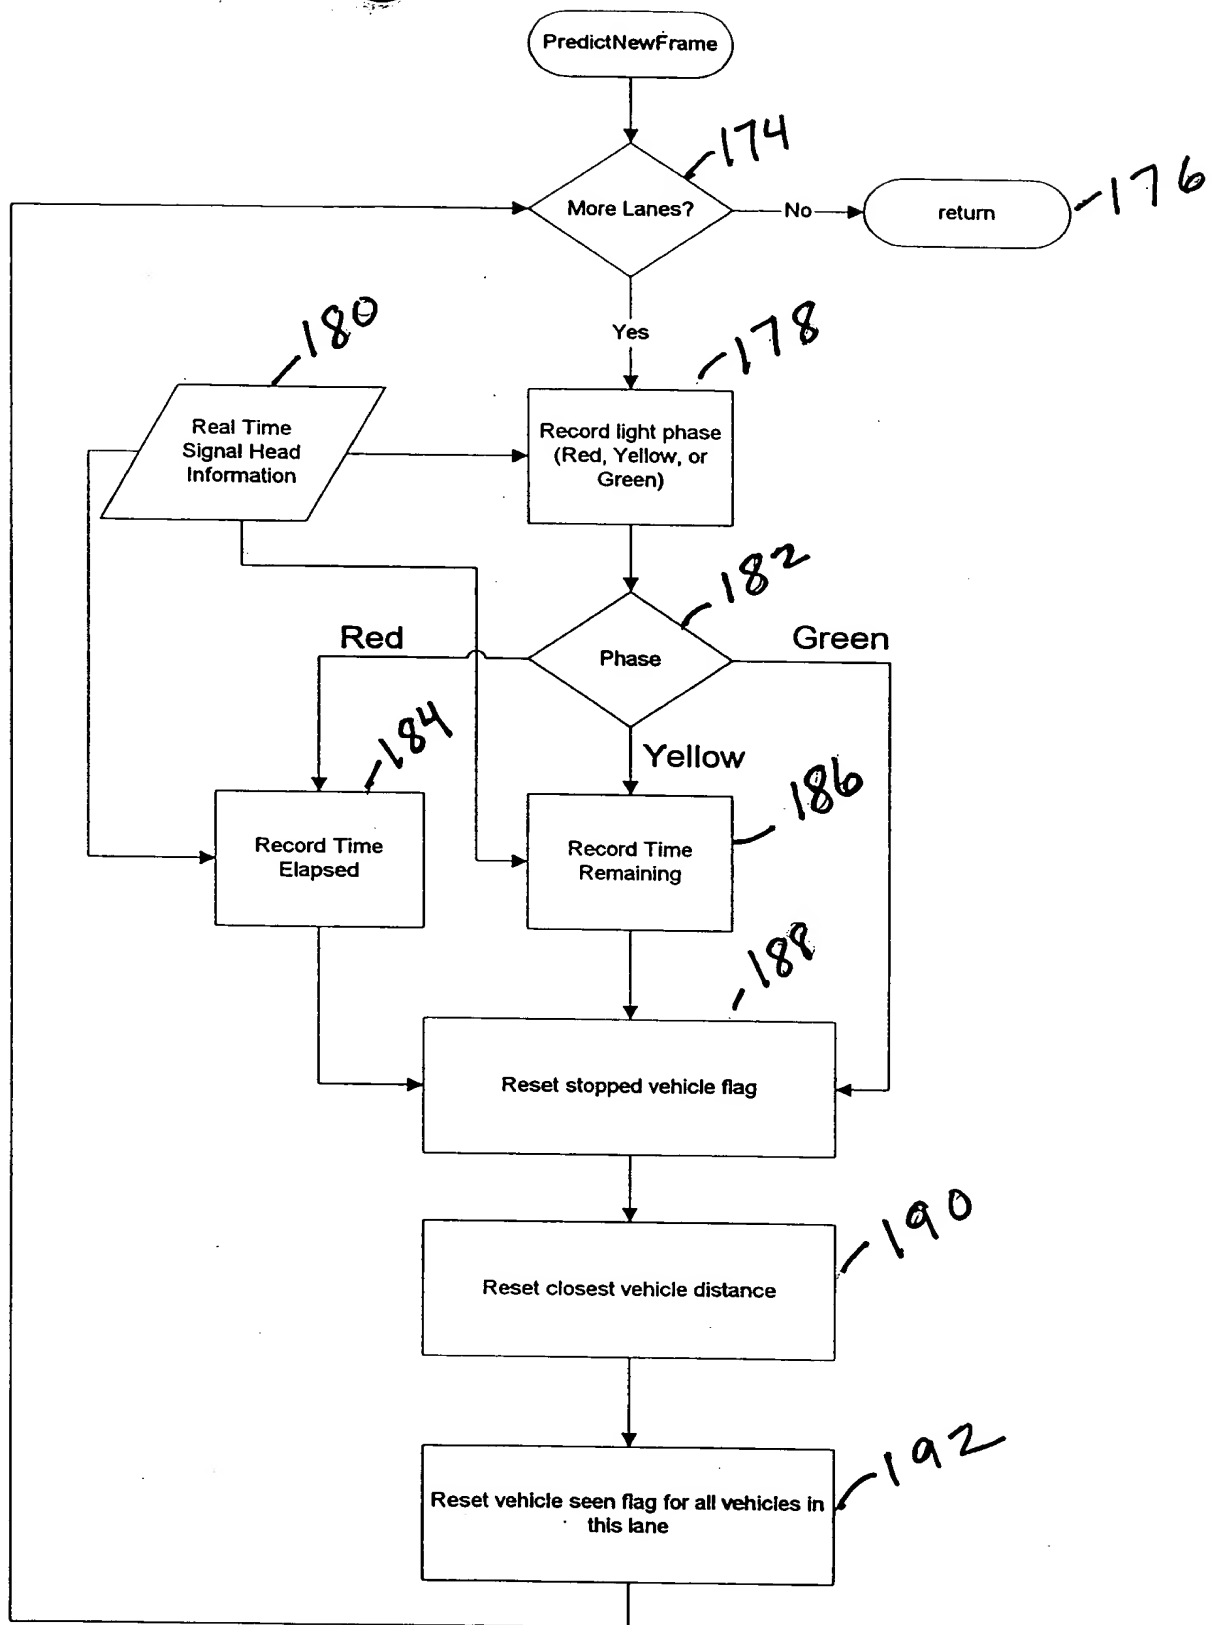 PredictNewFrame
174
More Lanes?
No
return
176
Yes
180
178
Real Time
Signal Head
Information
Record light phase
(Red, Yellow, or
Green)
182
Red
Phase
Green
184
Yellow
186
Record Time
Elapsed
Record Time
Remaining
188
Reset stopped vehicle flag
190
Reset closest vehicle distance
192
Reset vehicle seen flag for all vehicles in
this lane